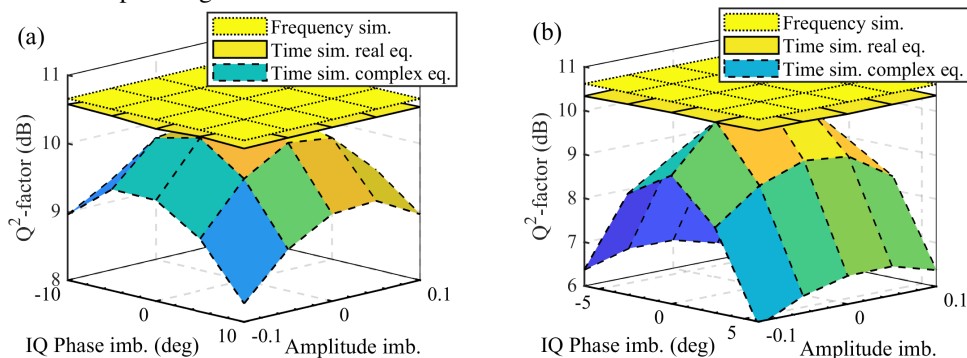 (a)
Frequency sim.
Time sim. real eq.
Time sim. complex eq.
11
10
9
8
Q²-factor (dB)
-10
0
10
IQ Phase imb. (deg)
-0.1
0
0.1
Amplitude imb.
(b)
Frequency sim.
Time sim. real eq.
Time sim. complex eq.
11
10
9
8
7
6
Q²-factor (dB)
-5
0
5
IQ Phase imb. (deg)
-0.1
0
0.1
Amplitude imb.